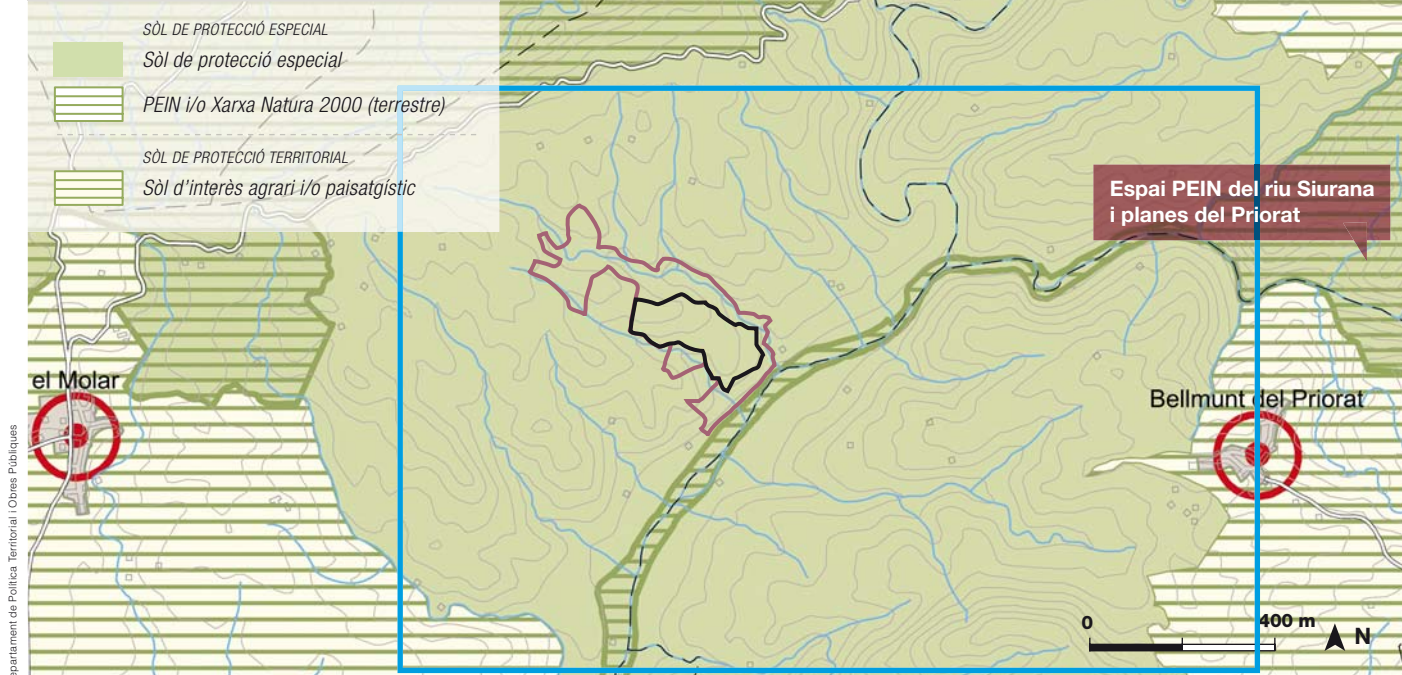 SÒL DE PROTECCIÓ ESPECIAL
Sòl de protecció especial
PEIN i/o Xarxa Natura 2000 (terrestre)
SÒL DE PROTECCIÓ TERRITORIAL
Sòl d'interès agrari i/o paisatgístic
Espai PEIN del riu Siurana
i planes del Priorat
el Molar
Bellmunt del Priorat
0 400 m N
epartament de Política Territorial i Obres Públiques